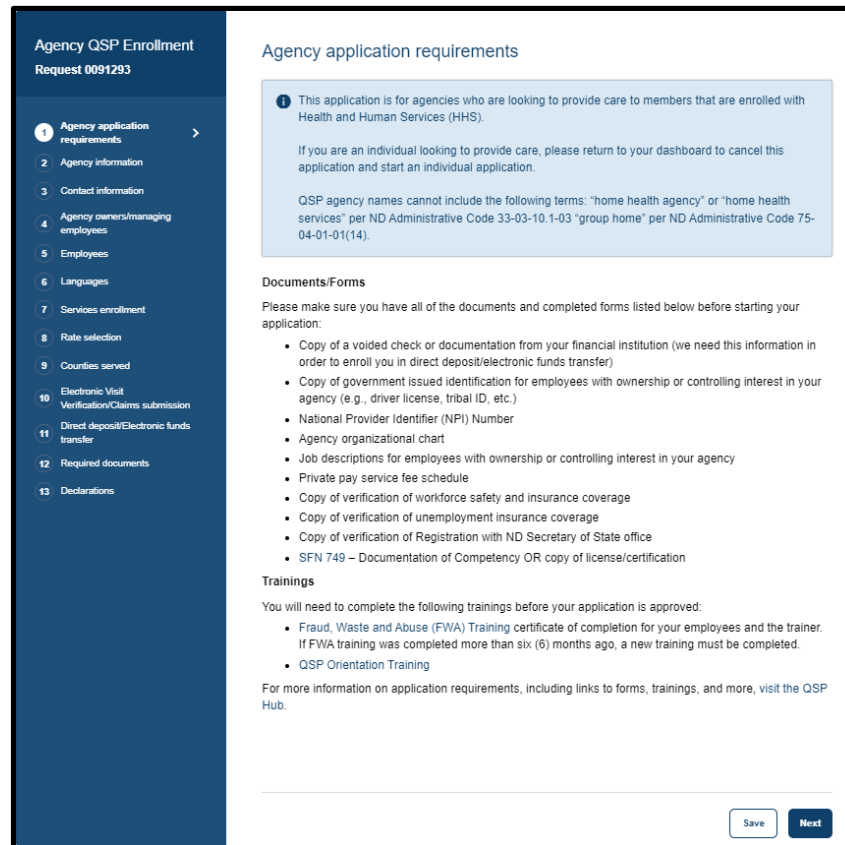 Agency QSP Enrollment
Request 0091293
1 Agency application
requirements
2 Agency information
3 Contact information
4 Agency owners/managing
employees
5 Employees
6 Languages
7 Services enrollment
8 Rate selection
9 Counties served
10 Electronic Visit
Verification/Claims submission
11 Direct deposit/Electronic funds
transfer
12 Required documents
13 Declarations
Agency application requirements
This application is for agencies who are looking to provide care to members that are enrolled with
Health and Human Services (HHS).
If you are an individual looking to provide care, please return to your dashboard to cancel this
application and start an individual application.
QSP agency names cannot include the following terms: “home health agency” or “home health
services” per ND Administrative Code 33-03-10.1-03 “group home” per ND Administrative Code 75-
04-01-01(14).
Documents/Forms
Please make sure you have all of the documents and completed forms listed below before starting your
application:
• Copy of a voided check or documentation from your financial institution (we need this information in
order to enroll you in direct deposit/electronic funds transfer)
• Copy of government issued identification for employees with ownership or controlling interest in your
agency (e.g., driver license, tribal ID, etc.)
• National Provider Identifier (NPI) Number
• Agency organizational chart
• Job descriptions for employees with ownership or controlling interest in your agency
• Private pay service fee schedule
• Copy of verification of workforce safety and insurance coverage
• Copy of verification of unemployment insurance coverage
• Copy of verification of Registration with ND Secretary of State office
• SFN 749 – Documentation of Competency OR copy of license/certification
Trainings
You will need to complete the following trainings before your application is approved:
• Fraud, Waste and Abuse (FWA) Training certificate of completion for your employees and the trainer.
If FWA training was completed more than six (6) months ago, a new training must be completed.
• QSP Orientation Training
For more information on application requirements, including links to forms, trainings, and more, visit the QSP
Hub.
Save
Next